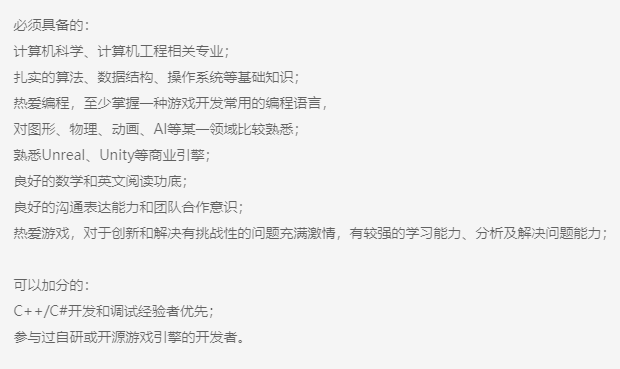 必须具备的：
计算机科学、计算机工程相关专业；
扎实的算法、数据结构、操作系统等基础知识；
热爱编程，至少掌握一种游戏开发常用的编程语言，
对图形、物理、动画、AI等某一领域比较熟悉；
熟悉Unreal、Unity等商业引擎；
良好的数学和英文阅读功底；
良好的沟通表达能力和团队合作意识；
热爱游戏，对于创新和解决有挑战性的问题充满激情，有较强的学习能力、分析及解决问题能力；
可以加分的：
C++/C#开发和调试经验者优先；
参与过自研或开源游戏引擎的开发者。